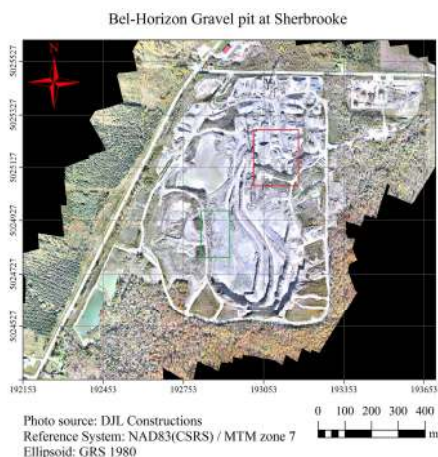 Bel-Horizon Gravel pit at Sherbrooke
N
5025527
5025327
5025127
5024927
5024727
5024527
192153 192453 192753 193053 193353 193653
Photo source: DJL Constructions
Reference System: NAD83(CSRS) / MTM zone 7
Ellipsoid: GRS 1980
0 100 200 300 400
m